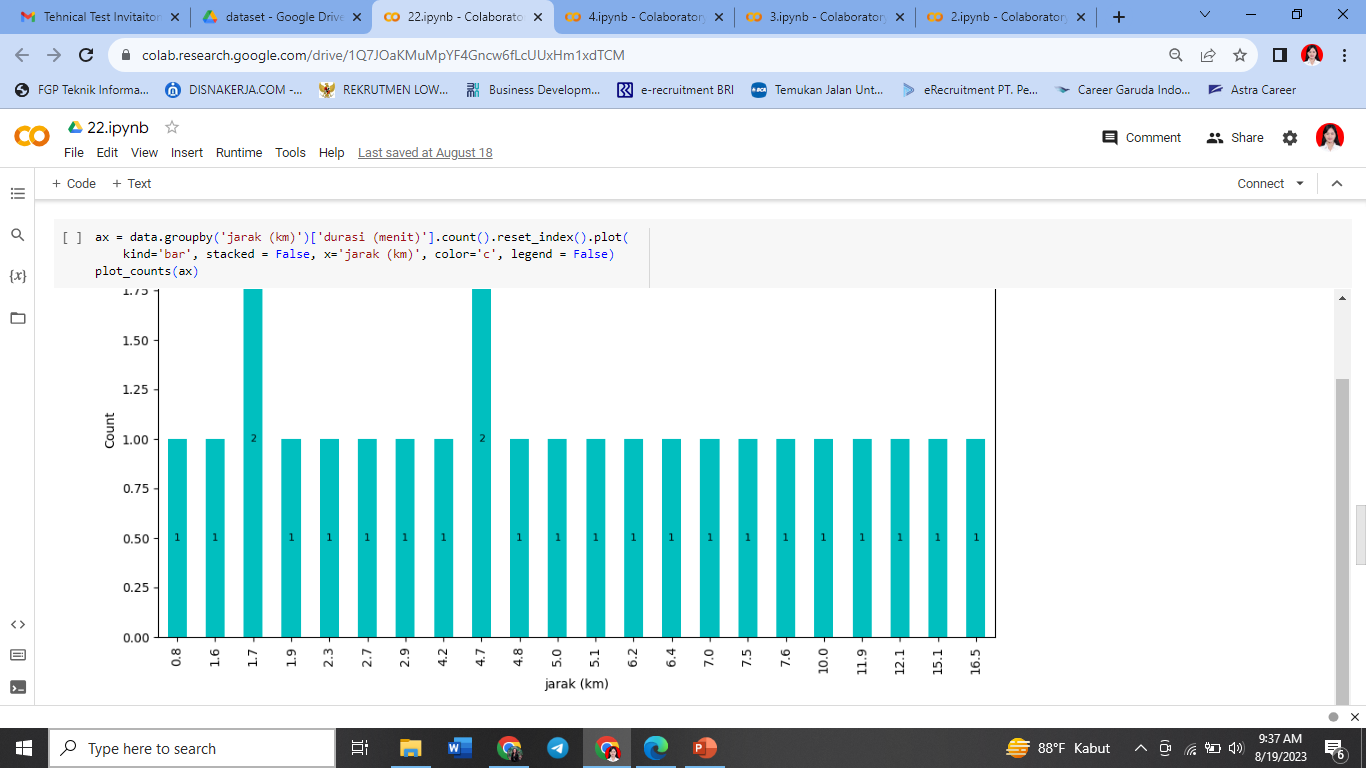 Tehnical Test Invitaiton
dataset - Google Drive
22.ipynb - Colaborato
4.ipynb - Colaboratory
3.ipynb - Colaboratory
2.ipynb - Colaboratory
colab.research.google.com/drive/1Q7JOaKMuMpYF4Gncw6fLcUUxHm1xdTCM
FGP Teknik Informa...
DISNAKERJA.COM -...
REKRUTMEN LOW...
Business Developm...
e-recruitment BRI
Temukan Jalan Unt...
eRecruitment PT. Pe...
Career Garuda Indo...
Astra Career
22.ipynb
Comment
Share
File Edit View Insert Runtime Tools Help Last saved at August 18
+ Code + Text
Connect
[ ] ax = data.groupby('jarak (km)')['durasi (menit)'].count().reset_index().plot(
kind='bar', stacked = False, x='jarak (km)', color='c', legend = False)
plot_counts(ax)
{x}
1.75
1.50
1.25
1.00
0.75
0.50
0.25
0.00
Count
2 2
1 1 1 1 1 1 1 1 1 1 1 1 1 1 1 1 1 1 1 1
0.8 1.6 1.7 1.9 2.3 2.7 2.9 4.2 4.7 4.8 5.0 5.1 6.2 6.4 7.0 7.5 7.6 10.0 11.9 12.1 15.1 16.5
jarak (km)
Type here to search
88°F Kabut
9:37 AM
8/19/2023
6